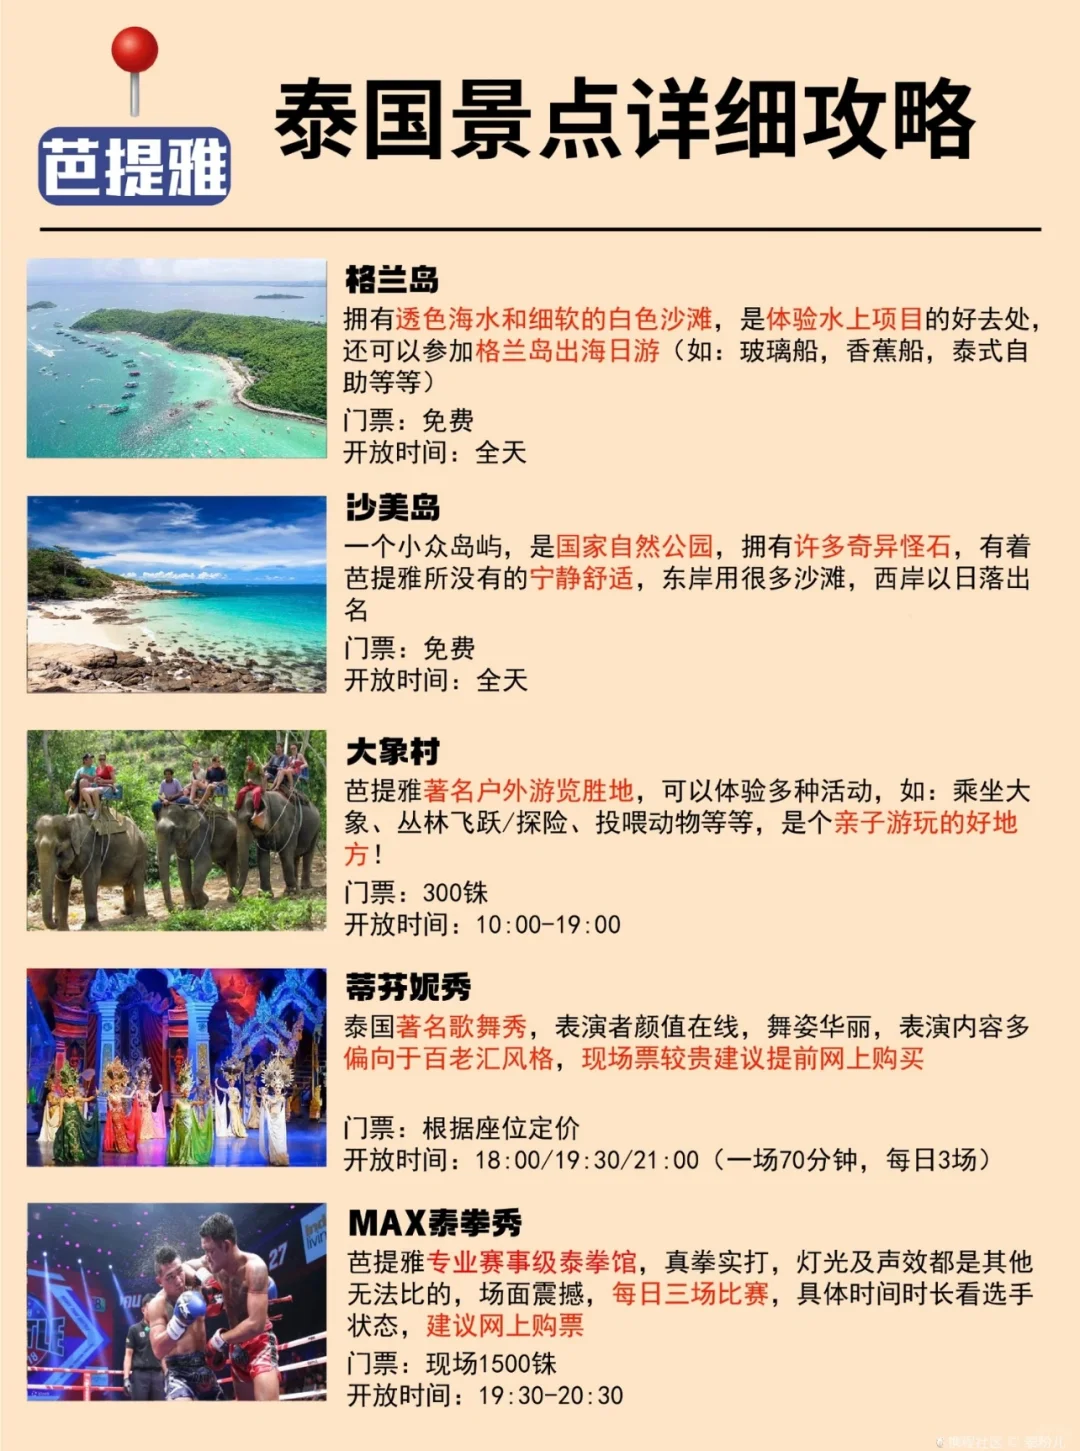 芭提雅
泰国景点详细攻略
格兰岛
拥有透色海水和细软的白色沙滩，是体验水上项目的好去处，
还可以参加格兰岛出海日游（如：玻璃船，香蕉船，泰式自
助等等）
门票：免费
开放时间：全天
沙美岛
一个小众岛屿，是国家自然公园，拥有许多奇异怪石，有着
芭提雅所没有的宁静舒适，东岸用很多沙滩，西岸以日落出
名
门票：免费
开放时间：全天
大象村
芭提雅著名户外游览胜地，可以体验多种活动，如：乘坐大
象、丛林飞跃/探险、投喂动物等等，是个亲子游玩的好地
方！
门票：300铢
开放时间：10:00-19:00
蒂芬妮秀
泰国著名歌舞秀，表演者颜值在线，舞姿华丽，表演内容多
偏向于百老汇风格，现场票较贵建议提前网上购买
门票：根据座位定价
开放时间：18:00/19:30/21:00（一场70分钟，每日3场）
MAX泰拳秀
芭提雅专业赛事级泰拳馆，真拳实打，灯光及声效都是其他
无法比的，场面震撼，每日三场比赛，具体时间时长看选手
状态，建议网上购票
门票：现场1500铢
开放时间：19:30-20:30
27